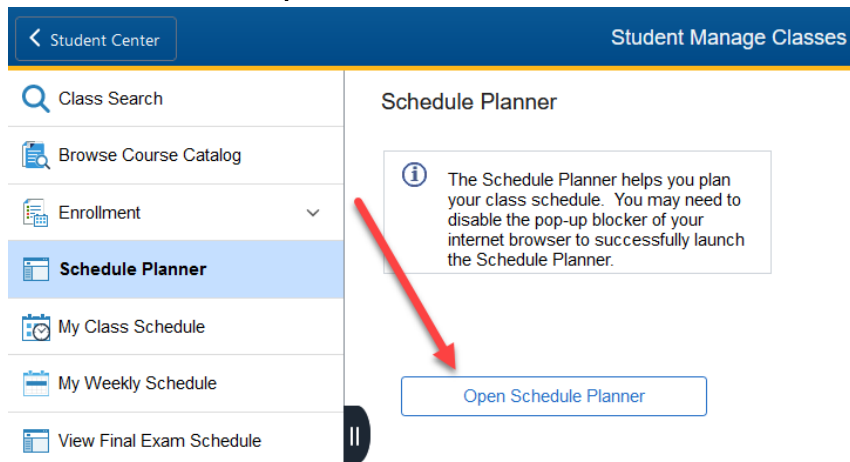 Student Center
Student Manage Classes
Class Search
Browse Course Catalog
Enrollment
Schedule Planner
My Class Schedule
My Weekly Schedule
View Final Exam Schedule
Schedule Planner
The Schedule Planner helps you plan
your class schedule. You may need to
disable the pop-up blocker of your
internet browser to successfully launch
the Schedule Planner.
Open Schedule Planner